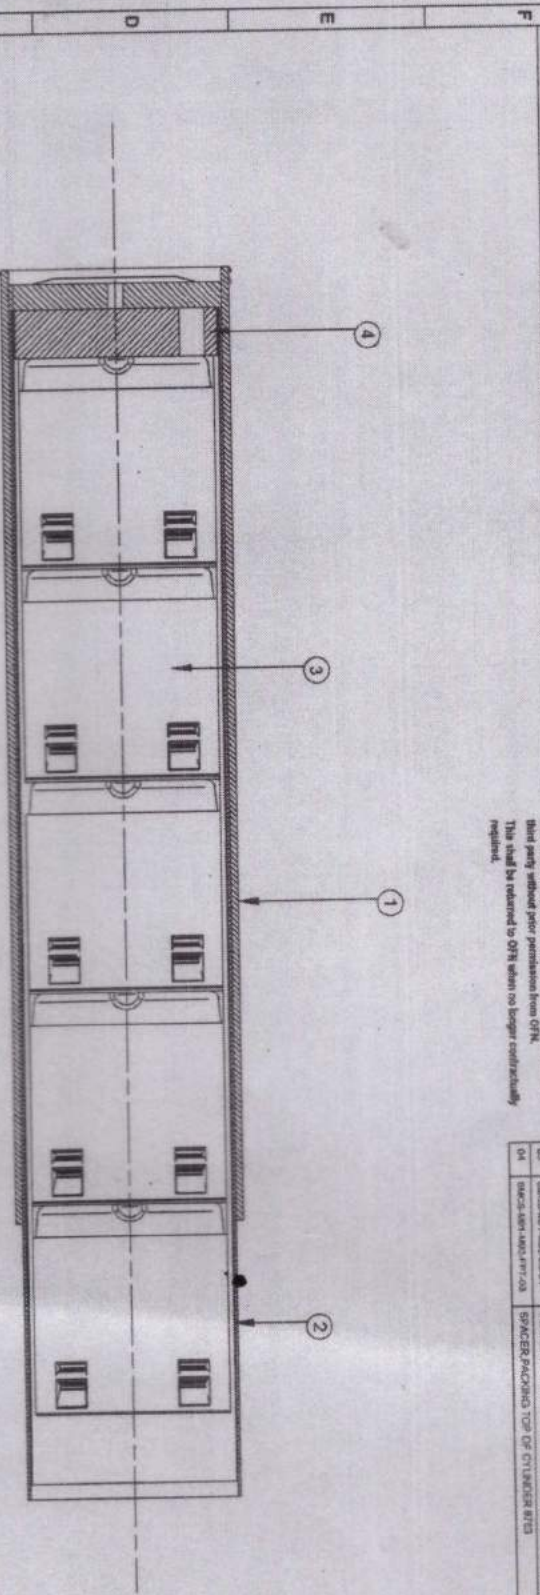 F
E
D
third party without prior permission from OFN.
This shall be returned to OFN when no longer contractually
required.
04 SPACER,PACKING TOP OF CYLINDER
4
3
1
2